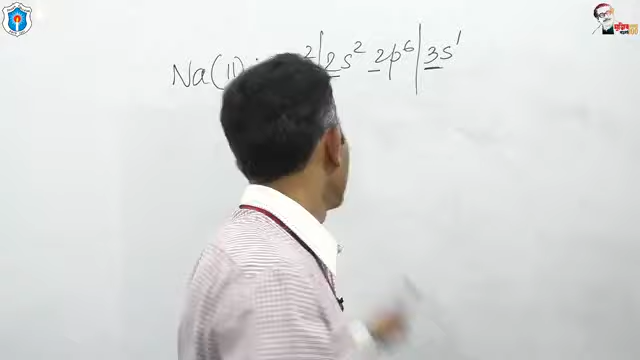 Na(11) : ² | 2s² 2p⁶ | 3s¹